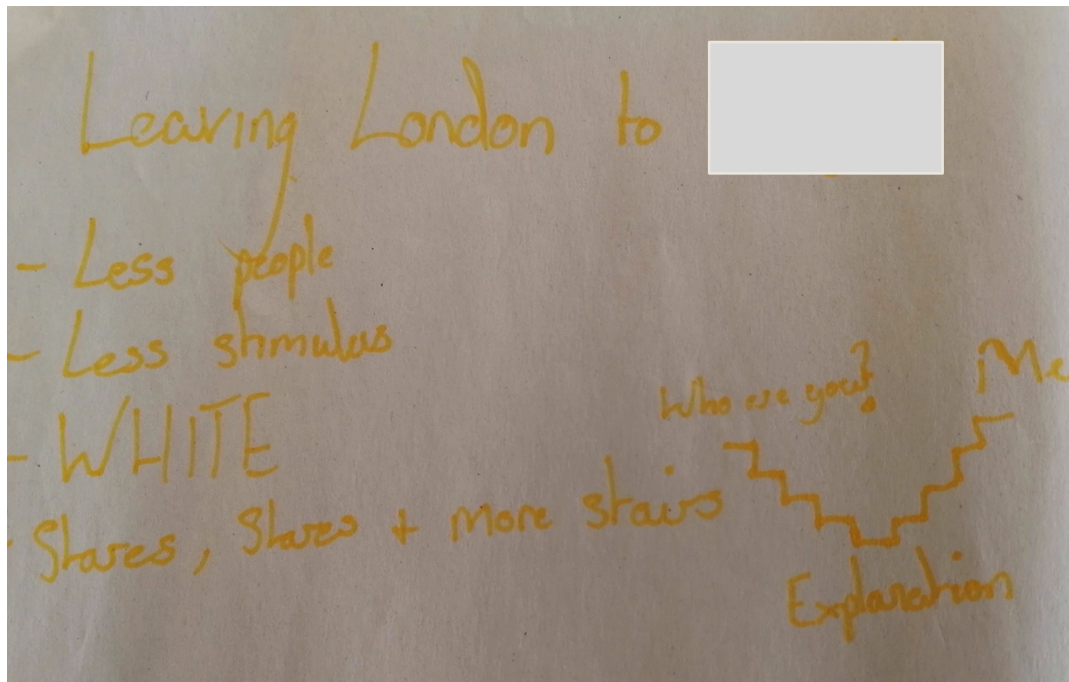 Leaving London to
- Less people
- Less stimulus
- WHITE
- Stares, Stares + more stairs
Who are you?
Me
Explanation